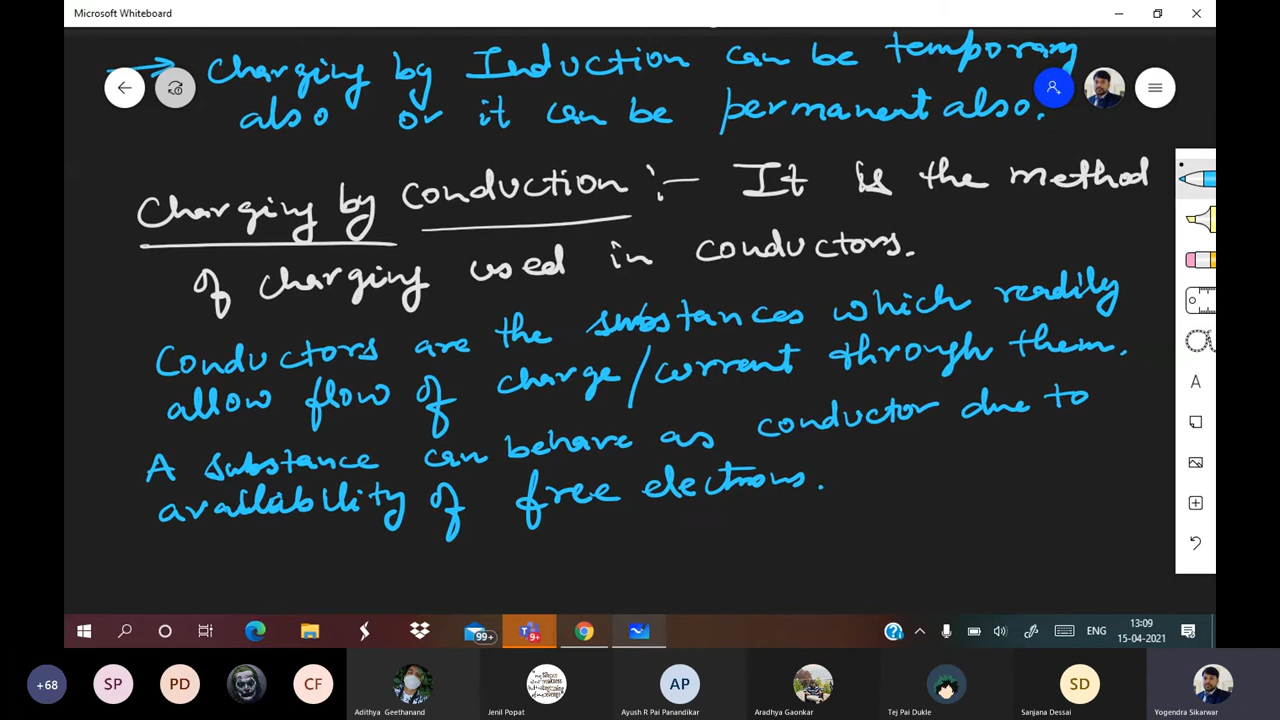 Microsoft Whiteboard
→ Charging by Induction can be temporary
also or it can be permanent also.
Charging by conduction :- It is the method
of charging used in conductors.
Conductors are the substances which readily
allow flow of charge/current through them.
A substance can behave as conductor due to
availability of free electrons.
A
99+
9+
ENG
13:09
15-04-2021
+68
SP
PD
CF
AP
SD
Adithya Geethanand
Jenil Popat
Ayush R Pai Panandikar
Aradhya Gaonkar
Tej Pai Dukle
Sanjana Dessai
Yogendra Sikarwar